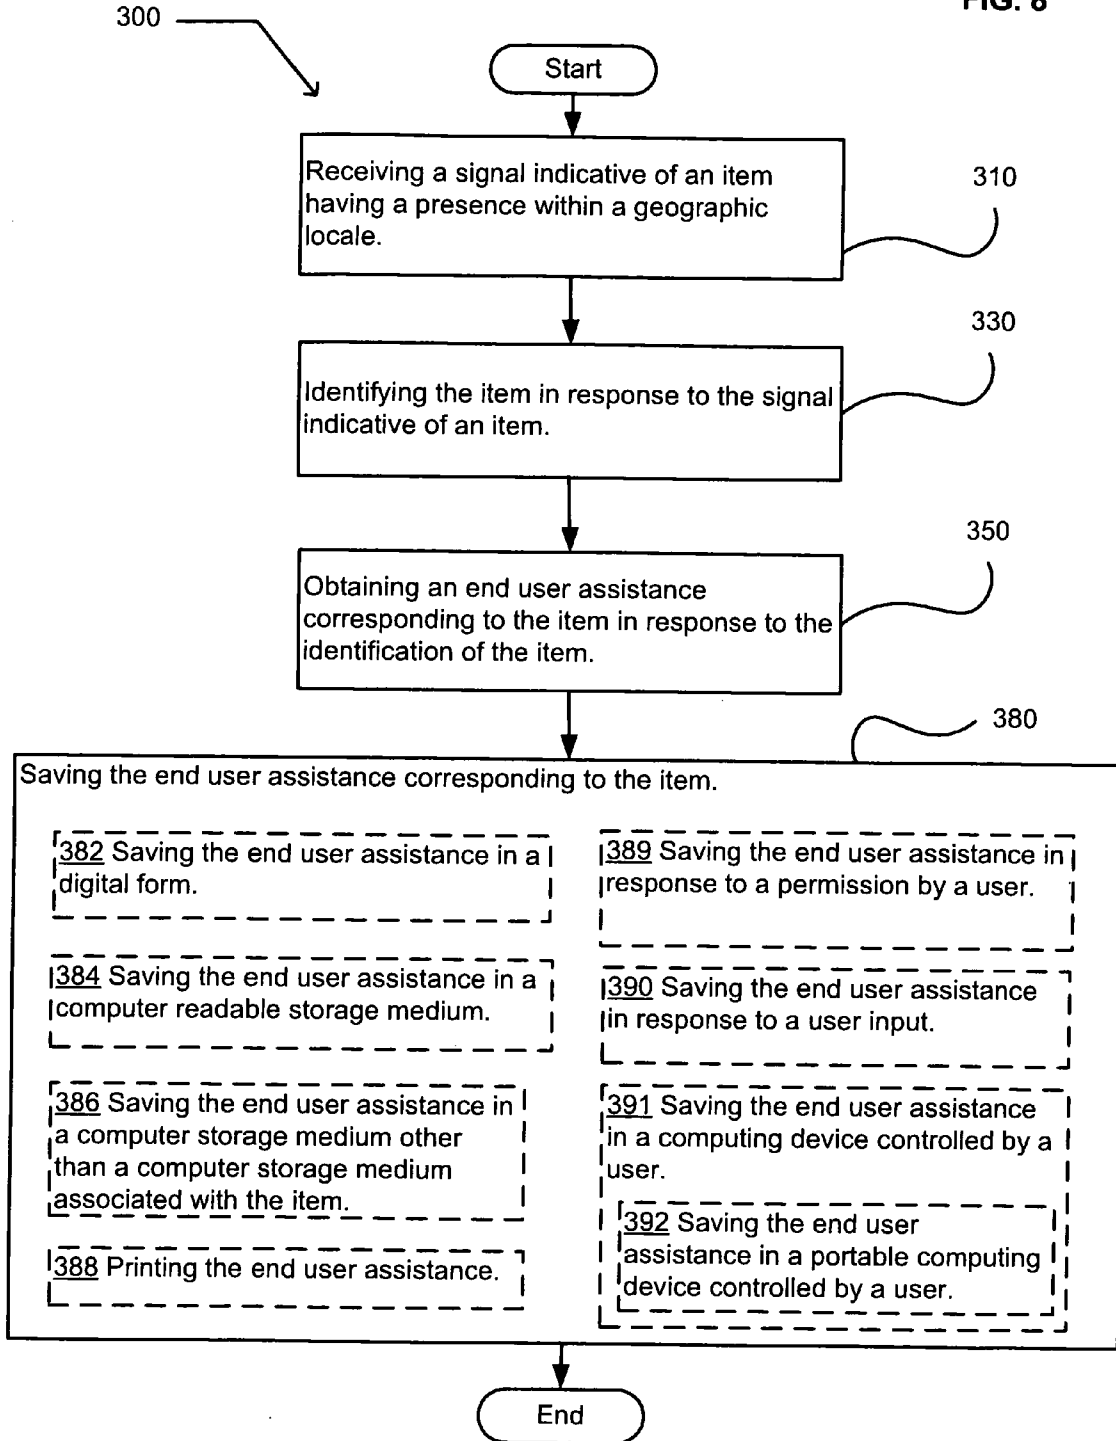 FIG. 8
300
Start
Receiving a signal indicative of an item
having a presence within a geographic
locale.
310
330
Identifying the item in response to the signal
indicative of an item.
350
Obtaining an end user assistance
corresponding to the item in response to the
identification of the item.
380
Saving the end user assistance corresponding to the item.
382 Saving the end user assistance in a
digital form.
384 Saving the end user assistance in a
computer readable storage medium.
386 Saving the end user assistance in
a computer storage medium other
than a computer storage medium
associated with the item.
388 Printing the end user assistance.
389 Saving the end user assistance in
response to a permission by a user.
390 Saving the end user assistance
in response to a user input.
391 Saving the end user assistance
in a computing device controlled by a
user.
392 Saving the end user
assistance in a portable computing
device controlled by a user.
End